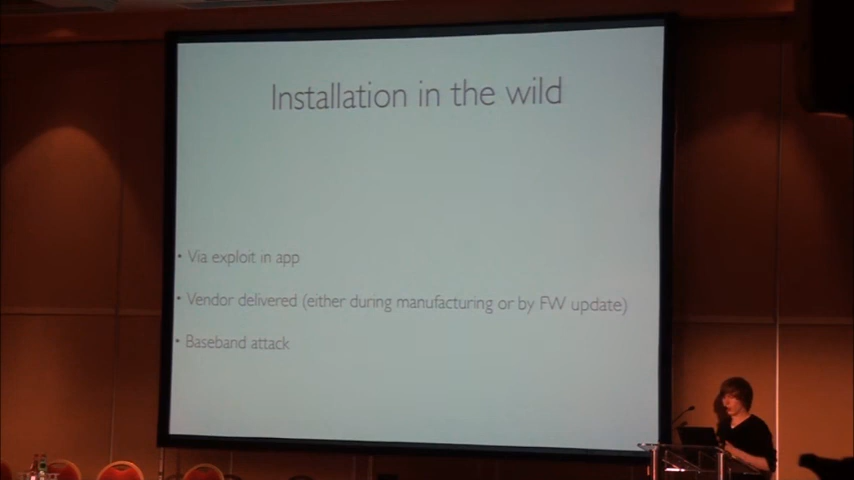 Installation in the wild
• Via exploit in app
• Vendor delivered (either during manufacturing or by FW update)
• Baseband attack